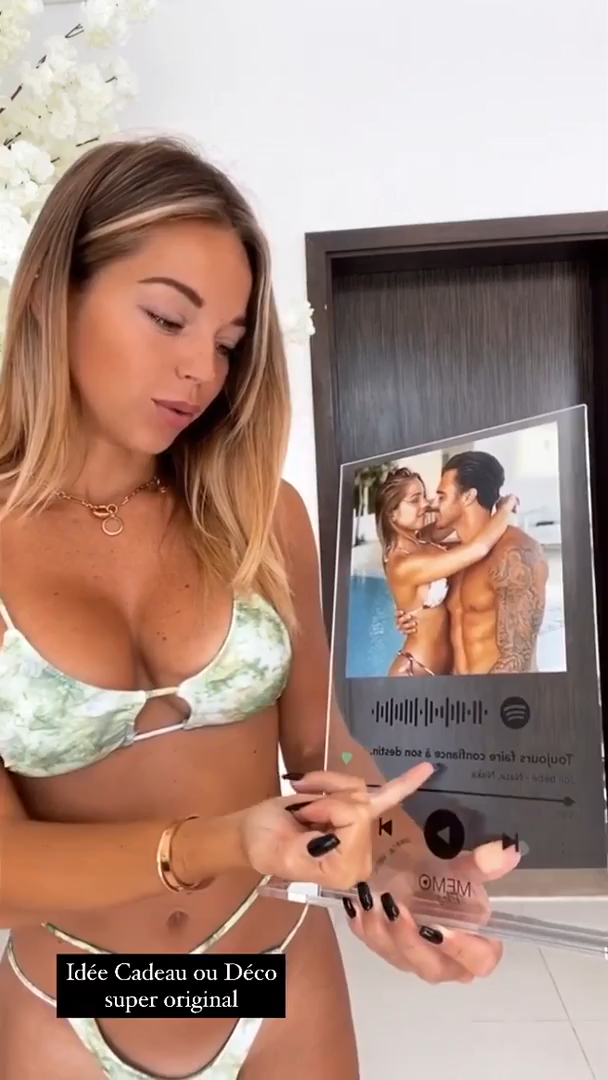 Toujours faire confiance à son destin.
MEMO
Idée Cadeau ou Déco
super original